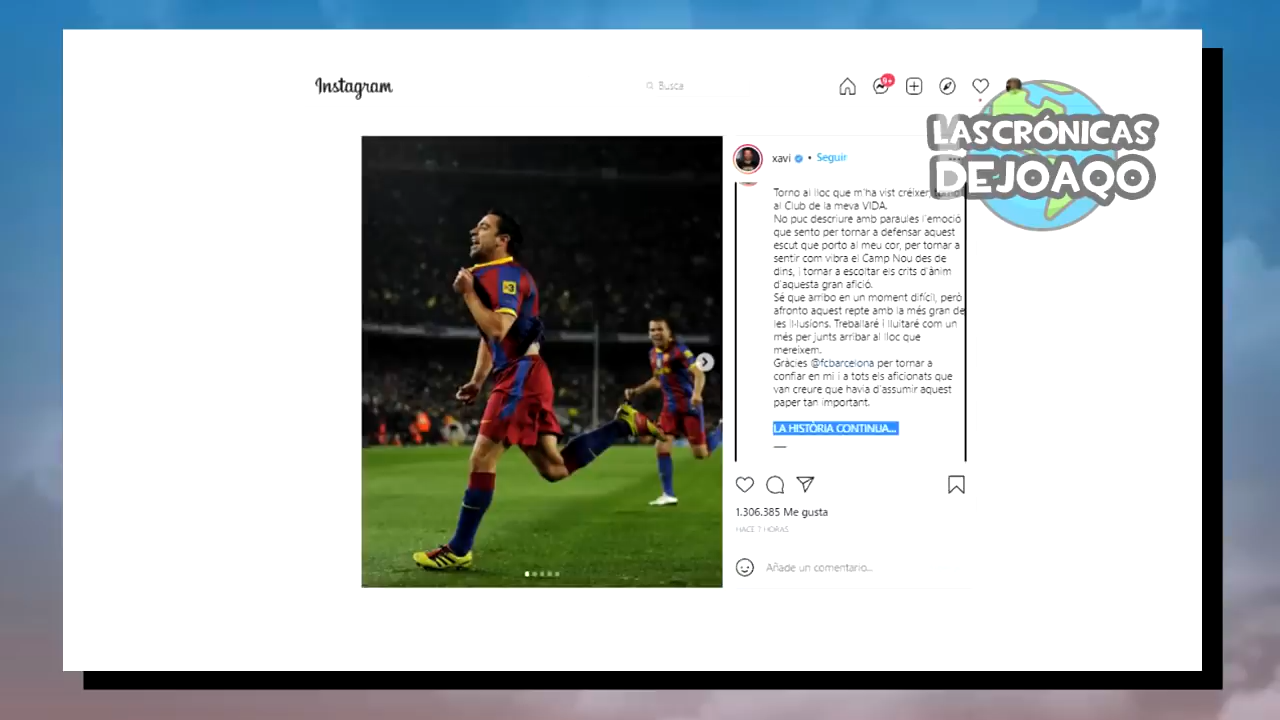 Instagram
Busca
9+
LASCRÓNICAS
DEJOAQO
xavi • Seguir
Torno al lloc que m'ha vist créixer, torno
al Club de la meva VIDA.
No puc descriure amb paraules l'emoció
que sento per tornar a defensar aquest
escut que porto al meu cor, per tornar a
sentir com vibra el Camp Nou des de
dins, i tornar a escoltar els crits d'ànim
d'aquesta gran afició.
Sé que arribo en un moment difícil, però
afronto aquest repte amb la més gran de
les il·lusions. Treballaré i lluitaré com un
més per junts arribar al lloc que
mereixem.
Gràcies @fcbarcelona per tornar a
confiar en mi i a tots els aficionats que
van creure que havia d'assumir aquest
paper tan important.
LA HISTÒRIA CONTINUA...
—
1.306.385 Me gusta
HACE 7 HORAS
Añade un comentario...